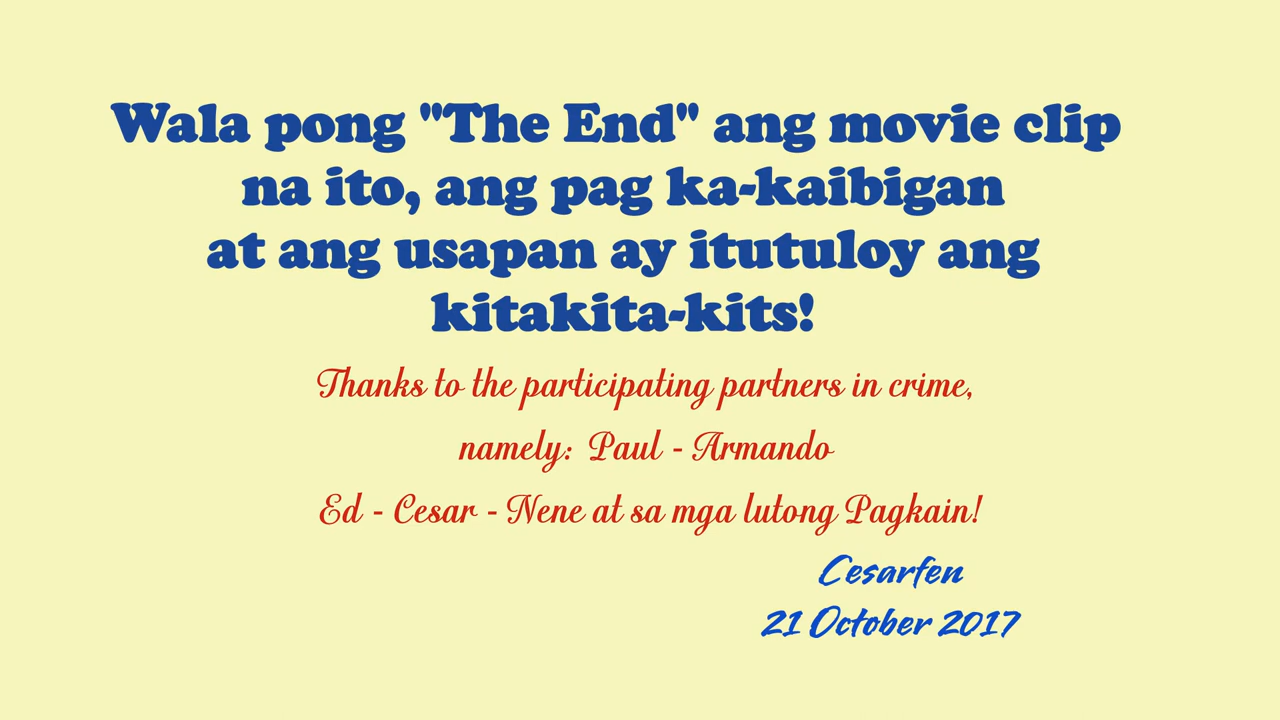 Wala pong "The End" ang movie clip
na ito, ang pag ka-kaibigan
at ang usapan ay itutuloy ang
kitakita-kits!
Thanks to the participating partners in crime,
namely: Paul - Armando
Ed - Cesar - Nene at sa mga lutong Pagkain!
Cesarfen
21 October 2017